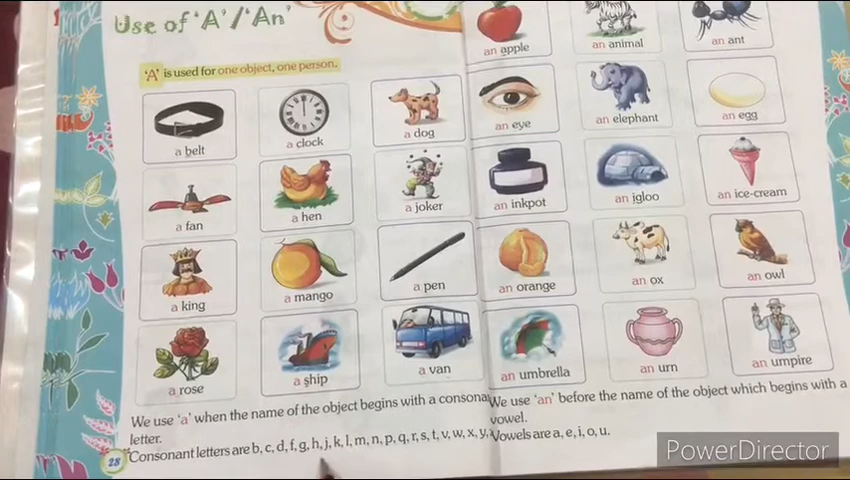 Use of 'A'/'An'
'A' is used for one object, one person.
a belt
a clock
a dog
a fan
a hen
a joker
a king
a mango
a pen
a rose
a ship
a van
We use 'a' when the name of the object begins with a consona
letter.
Consonant letters are b, c, d, f, g, h, j, k, l, m, n, p, q, r, s, t, v, w, x, y,
28
an apple
an animal
an ant
an eye
an elephant
an egg
an inkpot
an igloo
an ice-cream
an orange
an ox
an owl
an umbrella
an urn
an umpire
We use 'an' before the name of the object which begins with a
vowel.
Vowels are a, e, i, o, u.
PowerDirector